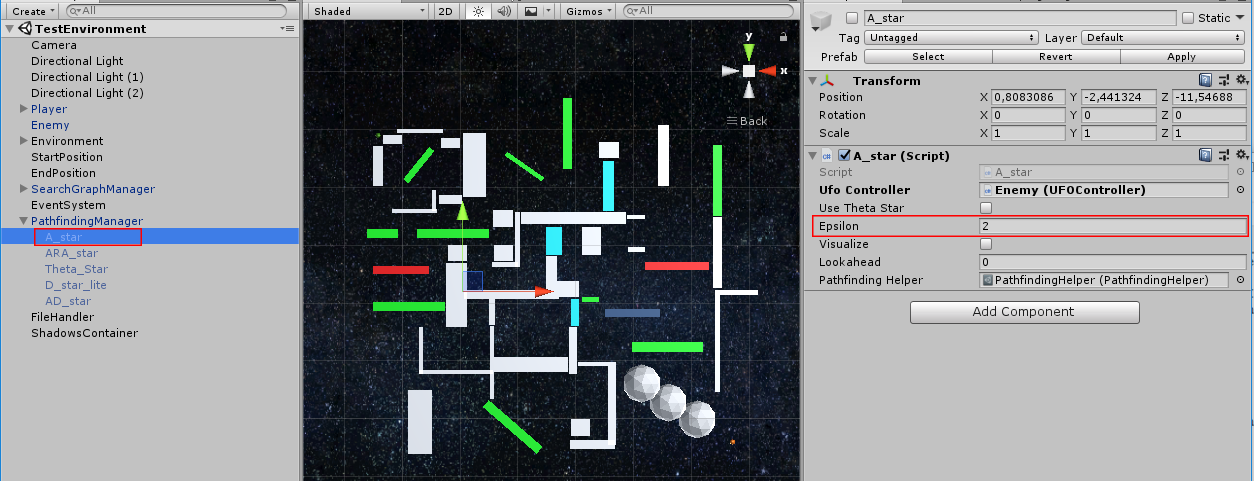 Create
All
TestEnvironment
Camera
Directional Light
Directional Light (1)
Directional Light (2)
Player
Enemy
Environment
StartPosition
EndPosition
SearchGraphManager
EventSystem
PathfindingManager
A_star
ARA_star
Theta_Star
D_star_lite
AD_star
FileHandler
ShadowsContainer
Shaded
2D
Gizmos
All
y
x
Back
A_star
Static
Tag Untagged Layer Default
Prefab Select Revert Apply
Transform
Position X 0,8083086 Y -2,441324 Z -11,54688
Rotation X 0 Y 0 Z 0
Scale X 1 Y 1 Z 1
A_star (Script)
Script A_star
Ufo Controller Enemy (UFOController)
Use Theta Star
Epsilon 2
Visualize
Lookahead 0
Pathfinding Helper PathfindingHelper (PathfindingHelper)
Add Component